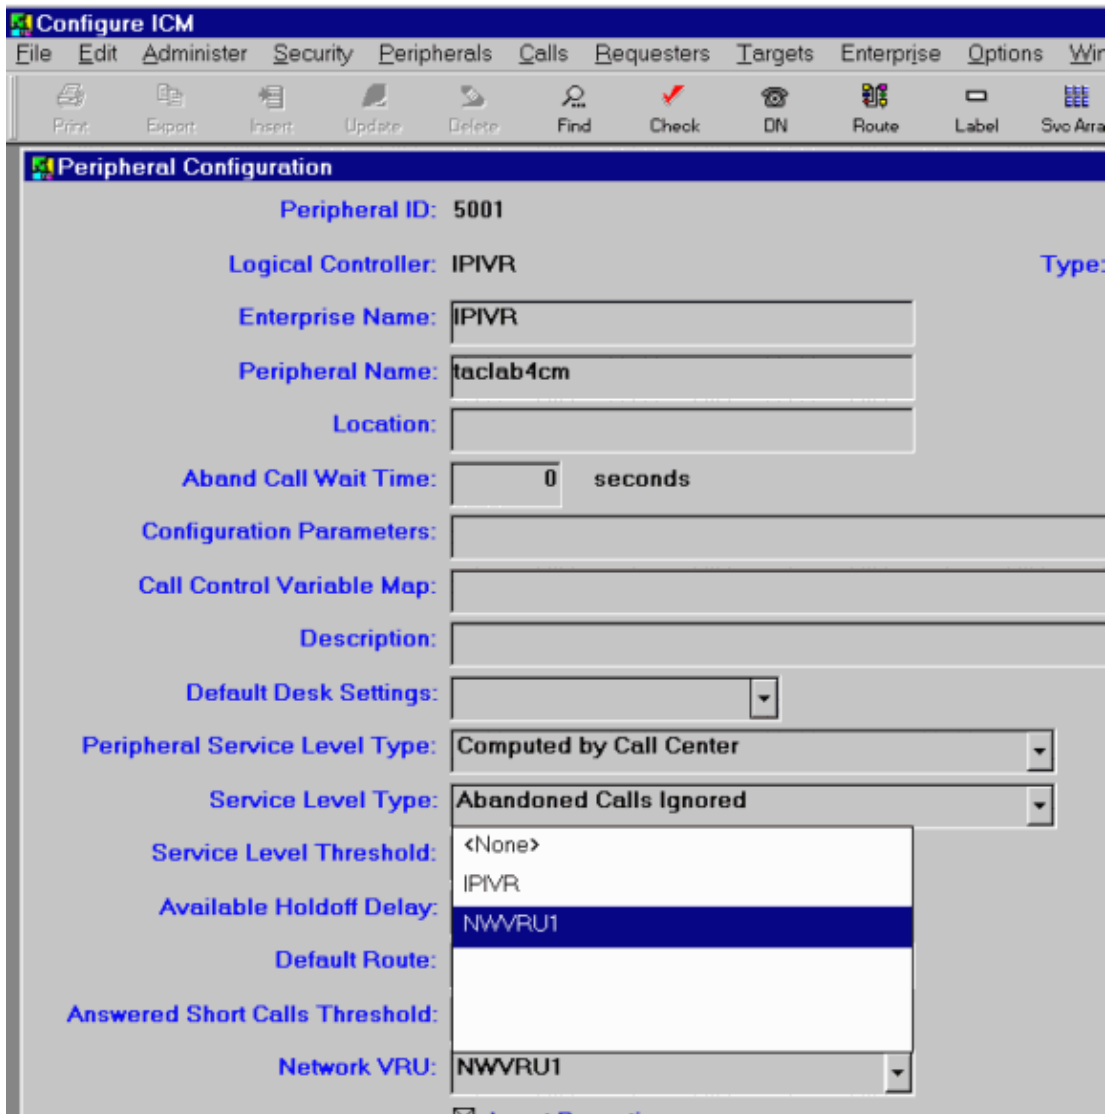 Configure ICM
File Edit Administer Security Peripherals Calls Requesters Targets Enterprise Options Wir
Print Export Insert Update Delete Find Check DN Route Label Svc Arra
Peripheral Configuration
Peripheral ID: 5001
Logical Controller: IPIVR Type:
Enterprise Name: IPIVR
Peripheral Name: taclab4cm
Location:
Aband Call Wait Time: 0 seconds
Configuration Parameters:
Call Control Variable Map:
Description:
Default Desk Settings:
Peripheral Service Level Type: Computed by Call Center
Service Level Type: Abandoned Calls Ignored
Service Level Threshold: <None>
IPIVR
Available Holdoff Delay: NWVRU1
Default Route:
Answered Short Calls Threshold:
Network VRU: NWVRU1